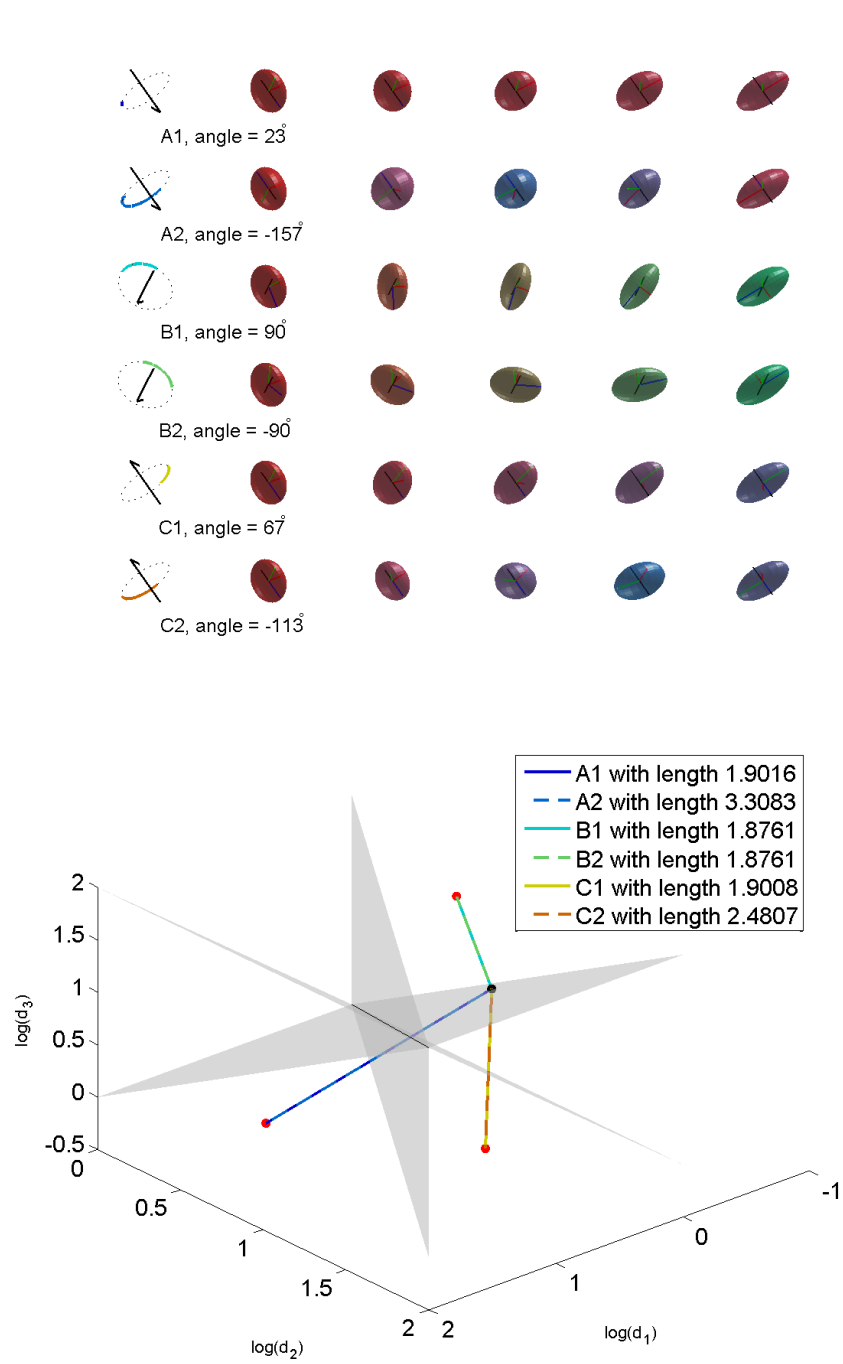 A1, angle = 23°
A2, angle = -157°
B1, angle = 90°
B2, angle = -90°
C1, angle = 67°
C2, angle = -113°
A1 with length 1.9016
A2 with length 3.3083
B1 with length 1.8761
B2 with length 1.8761
C1 with length 1.9008
C2 with length 2.4807
2
1.5
1
0.5
0
-0.5
log(d₃)
0
0.5
1
1.5
2
log(d₂)
2
1
0
-1
log(d₁)